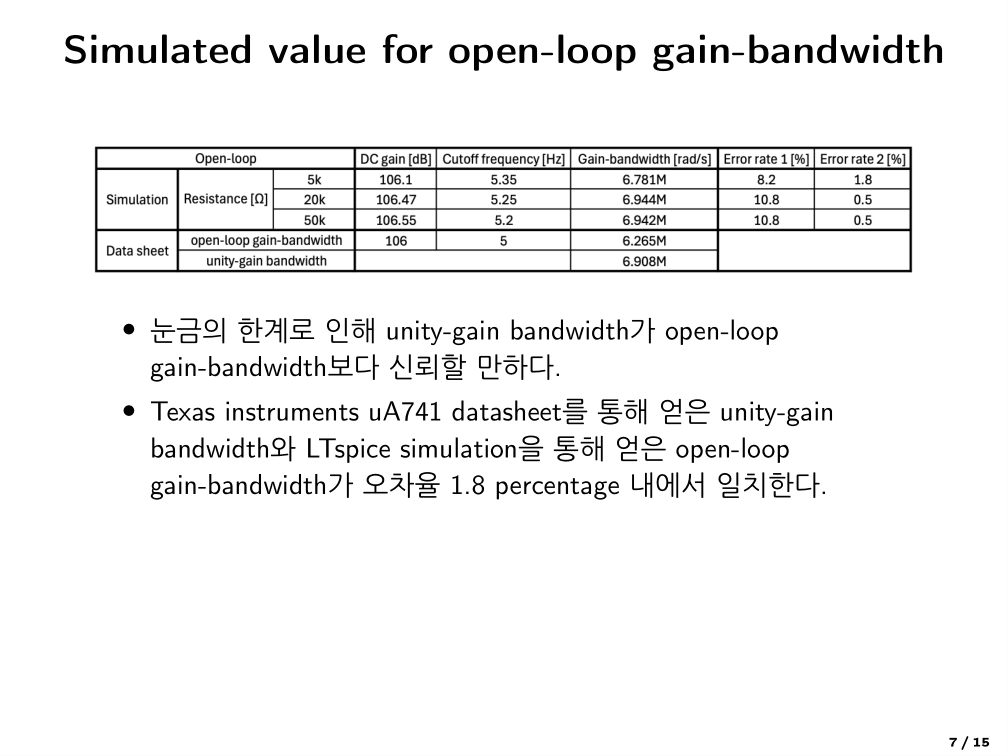 Simulated value for open-loop gain-bandwidth
Open-loop DC gain [dB] Cutoff frequency [Hz] Gain-bandwidth [rad/s] Error rate 1 [%] Error rate 2 [%]
Simulation Resistance [Ω] 5k 106.1 5.35 6.781M 8.2 1.8
20k 106.47 5.25 6.944M 10.8 0.5
50k 106.55 5.2 6.942M 10.8 0.5
Data sheet open-loop gain-bandwidth 106 5 6.265M
unity-gain bandwidth 6.908M
• 눈금의 한계로 인해 unity-gain bandwidth가 open-loop
gain-bandwidth보다 신뢰할 만하다.
• Texas instruments uA741 datasheet를 통해 얻은 unity-gain
bandwidth와 LTspice simulation을 통해 얻은 open-loop
gain-bandwidth가 오차율 1.8 percentage 내에서 일치한다.
7 / 15